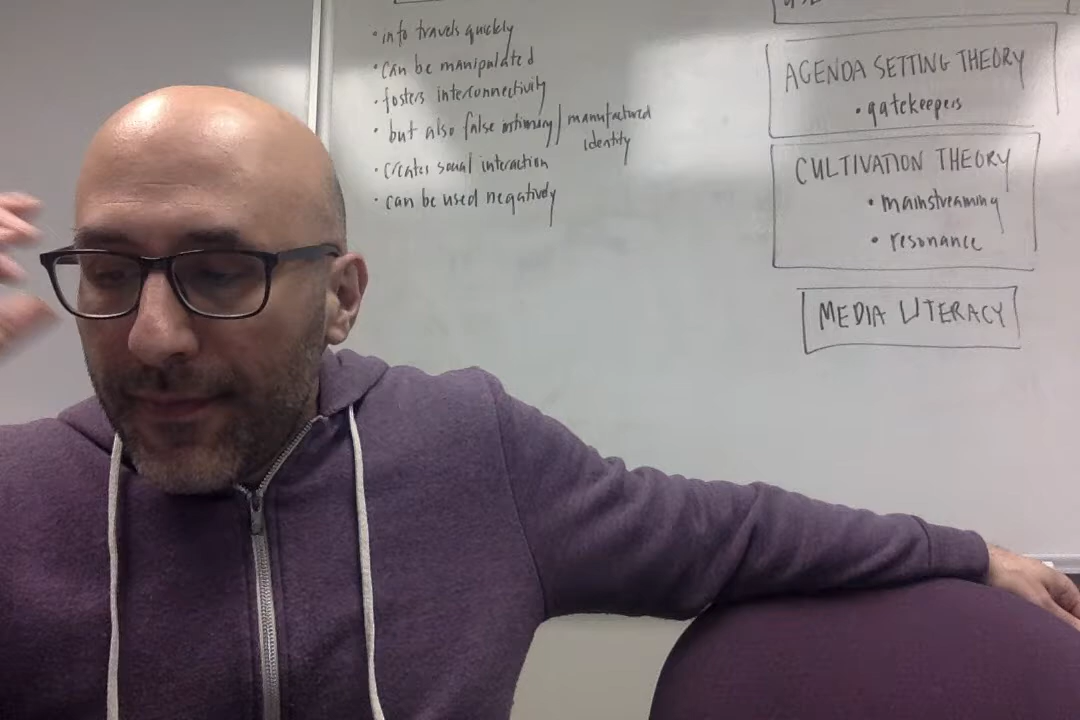 • info travels quickly
• can be manipulated
• fosters interconnectivity
• but also false intimacy / manufactured
identity
• creates social interaction
• can be used negatively
AGENDA SETTING THEORY
• gatekeepers
CULTIVATION THEORY
• mainstreaming
• resonance
MEDIA LITERACY